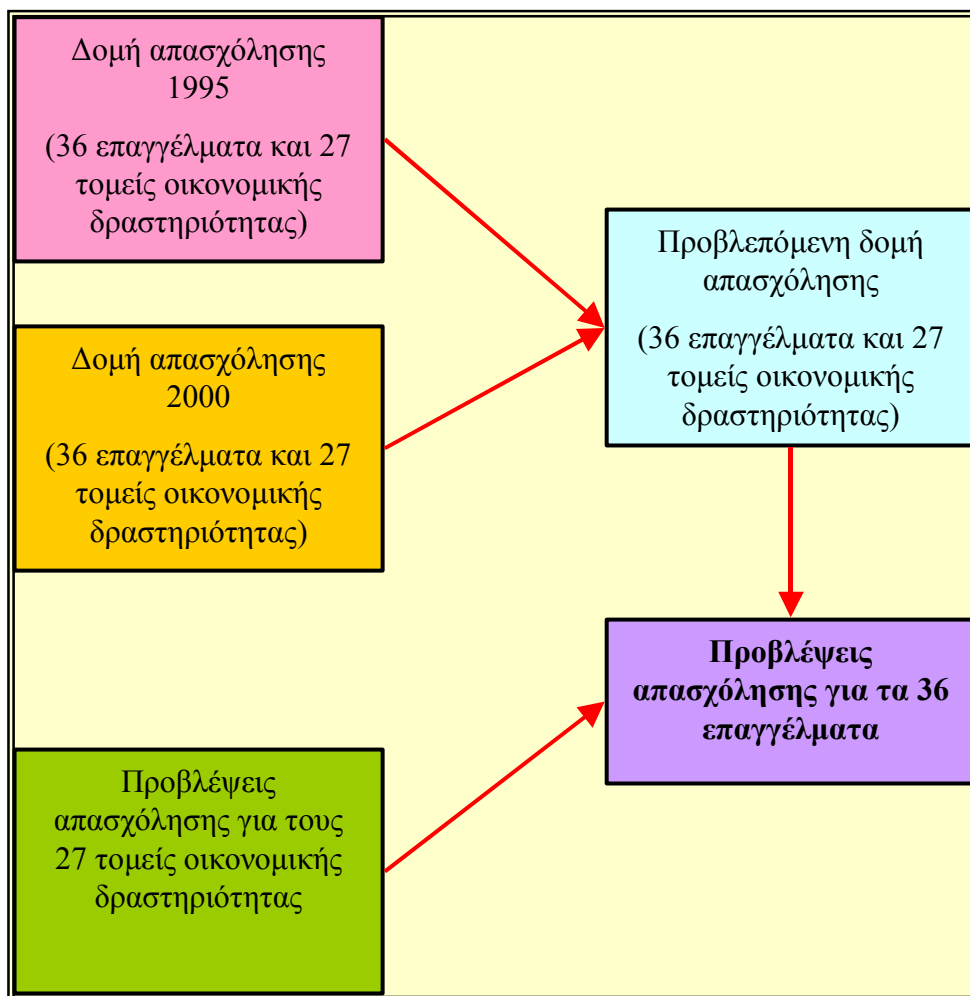 Δομή απασχόλησης
1995
(36 επαγγέλματα και 27
τομείς οικονομικής
δραστηριότητας)
Δομή απασχόλησης
2000
(36 επαγγέλματα και 27
τομείς οικονομικής
δραστηριότητας)
Προβλέψεις
απασχόλησης για τους
27 τομείς οικονομικής
δραστηριότητας
Προβλεπόμενη δομή
απασχόλησης
(36 επαγγέλματα και 27
τομείς οικονομικής
δραστηριότητας)
Προβλέψεις
απασχόλησης για τα 36
επαγγέλματα